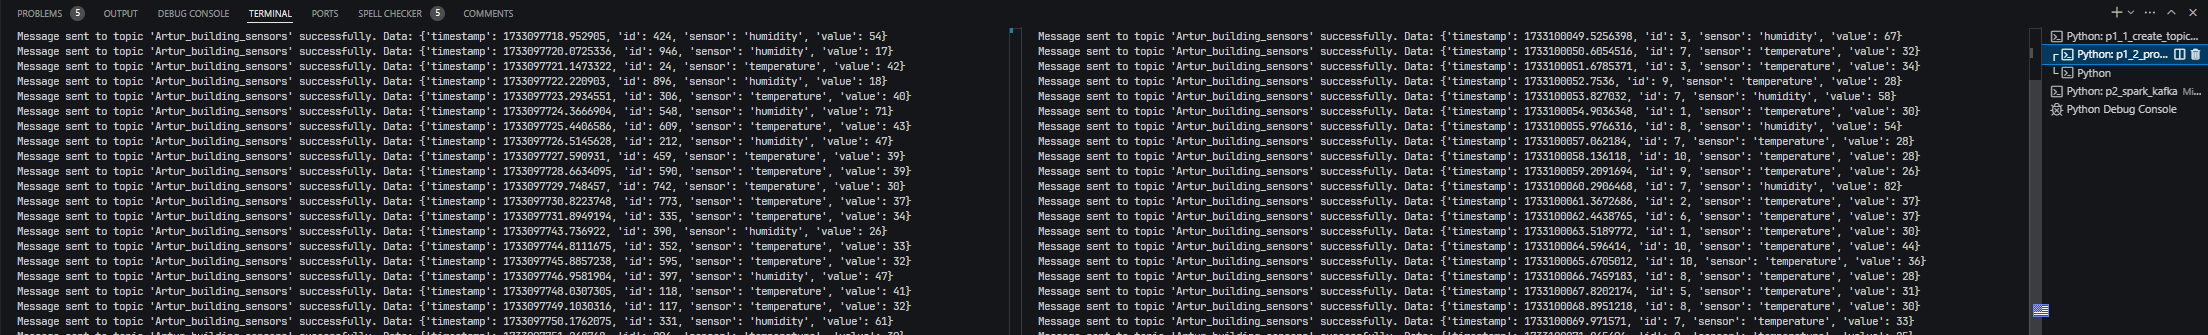 PROBLEMS 5 OUTPUT DEBUG CONSOLE TERMINAL PORTS SPELL CHECKER 5 COMMENTS
Message sent to topic 'Artur_building_sensors' successfully. Data: {'timestamp': 1733097718.952905, 'id': 424, 'sensor': 'humidity', 'value': 54}
Message sent to topic 'Artur_building_sensors' successfully. Data: {'timestamp': 1733097720.0725336, 'id': 946, 'sensor': 'humidity', 'value': 17}
Message sent to topic 'Artur_building_sensors' successfully. Data: {'timestamp': 1733097721.1473322, 'id': 24, 'sensor': 'temperature', 'value': 42}
Message sent to topic 'Artur_building_sensors' successfully. Data: {'timestamp': 1733097722.220903, 'id': 896, 'sensor': 'humidity', 'value': 18}
Message sent to topic 'Artur_building_sensors' successfully. Data: {'timestamp': 1733097723.2934551, 'id': 306, 'sensor': 'temperature', 'value': 40}
Message sent to topic 'Artur_building_sensors' successfully. Data: {'timestamp': 1733097724.3666904, 'id': 548, 'sensor': 'humidity', 'value': 71}
Message sent to topic 'Artur_building_sensors' successfully. Data: {'timestamp': 1733097725.4406586, 'id': 609, 'sensor': 'temperature', 'value': 43}
Message sent to topic 'Artur_building_sensors' successfully. Data: {'timestamp': 1733097726.5145628, 'id': 212, 'sensor': 'humidity', 'value': 47}
Message sent to topic 'Artur_building_sensors' successfully. Data: {'timestamp': 1733097727.590931, 'id': 459, 'sensor': 'temperature', 'value': 39}
Message sent to topic 'Artur_building_sensors' successfully. Data: {'timestamp': 1733097728.6634095, 'id': 590, 'sensor': 'temperature', 'value': 39}
Message sent to topic 'Artur_building_sensors' successfully. Data: {'timestamp': 1733097729.748457, 'id': 742, 'sensor': 'temperature', 'value': 30}
Message sent to topic 'Artur_building_sensors' successfully. Data: {'timestamp': 1733097730.8223748, 'id': 773, 'sensor': 'temperature', 'value': 37}
Message sent to topic 'Artur_building_sensors' successfully. Data: {'timestamp': 1733097731.8949194, 'id': 335, 'sensor': 'temperature', 'value': 34}
Message sent to topic 'Artur_building_sensors' successfully. Data: {'timestamp': 1733097743.736922, 'id': 390, 'sensor': 'humidity', 'value': 26}
Message sent to topic 'Artur_building_sensors' successfully. Data: {'timestamp': 1733097744.8111675, 'id': 352, 'sensor': 'temperature', 'value': 33}
Message sent to topic 'Artur_building_sensors' successfully. Data: {'timestamp': 1733097745.8857238, 'id': 595, 'sensor': 'temperature', 'value': 32}
Message sent to topic 'Artur_building_sensors' successfully. Data: {'timestamp': 1733097746.9581904, 'id': 397, 'sensor': 'humidity', 'value': 47}
Message sent to topic 'Artur_building_sensors' successfully. Data: {'timestamp': 1733097748.0307305, 'id': 118, 'sensor': 'temperature', 'value': 41}
Message sent to topic 'Artur_building_sensors' successfully. Data: {'timestamp': 1733097749.1030316, 'id': 117, 'sensor': 'temperature', 'value': 32}
Message sent to topic 'Artur_building_sensors' successfully. Data: {'timestamp': 1733097750.1762075, 'id': 331, 'sensor': 'humidity', 'value': 61}
Message sent to topic 'Artur_building_sensors' successfully. Data: {'timestamp': 1733100049.5256398, 'id': 3, 'sensor': 'humidity', 'value': 67}
Message sent to topic 'Artur_building_sensors' successfully. Data: {'timestamp': 1733100050.6054516, 'id': 7, 'sensor': 'temperature', 'value': 32}
Message sent to topic 'Artur_building_sensors' successfully. Data: {'timestamp': 1733100051.6785371, 'id': 3, 'sensor': 'temperature', 'value': 34}
Message sent to topic 'Artur_building_sensors' successfully. Data: {'timestamp': 1733100052.7536, 'id': 9, 'sensor': 'temperature', 'value': 28}
Message sent to topic 'Artur_building_sensors' successfully. Data: {'timestamp': 1733100053.827032, 'id': 7, 'sensor': 'humidity', 'value': 58}
Message sent to topic 'Artur_building_sensors' successfully. Data: {'timestamp': 1733100054.9036348, 'id': 1, 'sensor': 'temperature', 'value': 30}
Message sent to topic 'Artur_building_sensors' successfully. Data: {'timestamp': 1733100055.9766316, 'id': 8, 'sensor': 'humidity', 'value': 54}
Message sent to topic 'Artur_building_sensors' successfully. Data: {'timestamp': 1733100057.062184, 'id': 7, 'sensor': 'temperature', 'value': 28}
Message sent to topic 'Artur_building_sensors' successfully. Data: {'timestamp': 1733100058.136118, 'id': 10, 'sensor': 'temperature', 'value': 28}
Message sent to topic 'Artur_building_sensors' successfully. Data: {'timestamp': 1733100059.2091694, 'id': 9, 'sensor': 'temperature', 'value': 26}
Message sent to topic 'Artur_building_sensors' successfully. Data: {'timestamp': 1733100060.2906468, 'id': 7, 'sensor': 'humidity', 'value': 82}
Message sent to topic 'Artur_building_sensors' successfully. Data: {'timestamp': 1733100061.3672686, 'id': 2, 'sensor': 'temperature', 'value': 37}
Message sent to topic 'Artur_building_sensors' successfully. Data: {'timestamp': 1733100062.4438765, 'id': 6, 'sensor': 'temperature', 'value': 37}
Message sent to topic 'Artur_building_sensors' successfully. Data: {'timestamp': 1733100063.5189772, 'id': 1, 'sensor': 'temperature', 'value': 30}
Message sent to topic 'Artur_building_sensors' successfully. Data: {'timestamp': 1733100064.596414, 'id': 10, 'sensor': 'temperature', 'value': 44}
Message sent to topic 'Artur_building_sensors' successfully. Data: {'timestamp': 1733100065.6705012, 'id': 10, 'sensor': 'temperature', 'value': 36}
Message sent to topic 'Artur_building_sensors' successfully. Data: {'timestamp': 1733100066.7459183, 'id': 8, 'sensor': 'temperature', 'value': 28}
Message sent to topic 'Artur_building_sensors' successfully. Data: {'timestamp': 1733100067.8202174, 'id': 5, 'sensor': 'temperature', 'value': 31}
Message sent to topic 'Artur_building_sensors' successfully. Data: {'timestamp': 1733100068.8951218, 'id': 8, 'sensor': 'temperature', 'value': 30}
Message sent to topic 'Artur_building_sensors' successfully. Data: {'timestamp': 1733100069.971571, 'id': 7, 'sensor': 'temperature', 'value': 33}
Python: p1_1_create_topic...
Python: p1_2_pro...
Python
Python: p2_spark_kafka Mi...
Python Debug Console